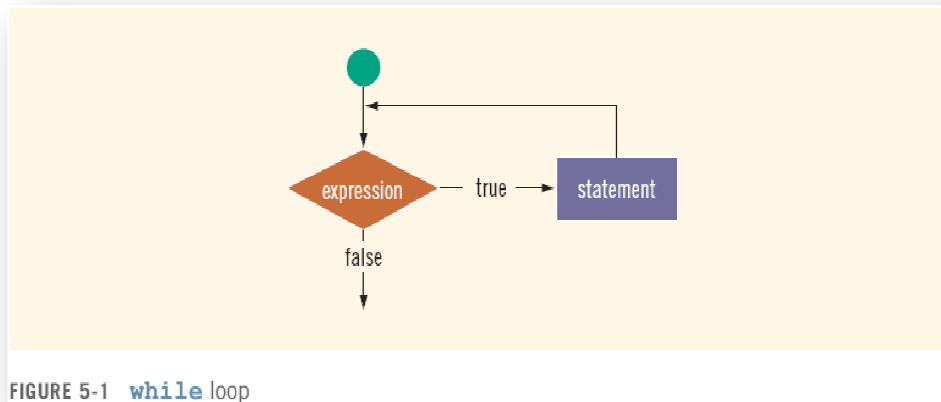 expression
true
statement
false
FIGURE 5-1 while loop